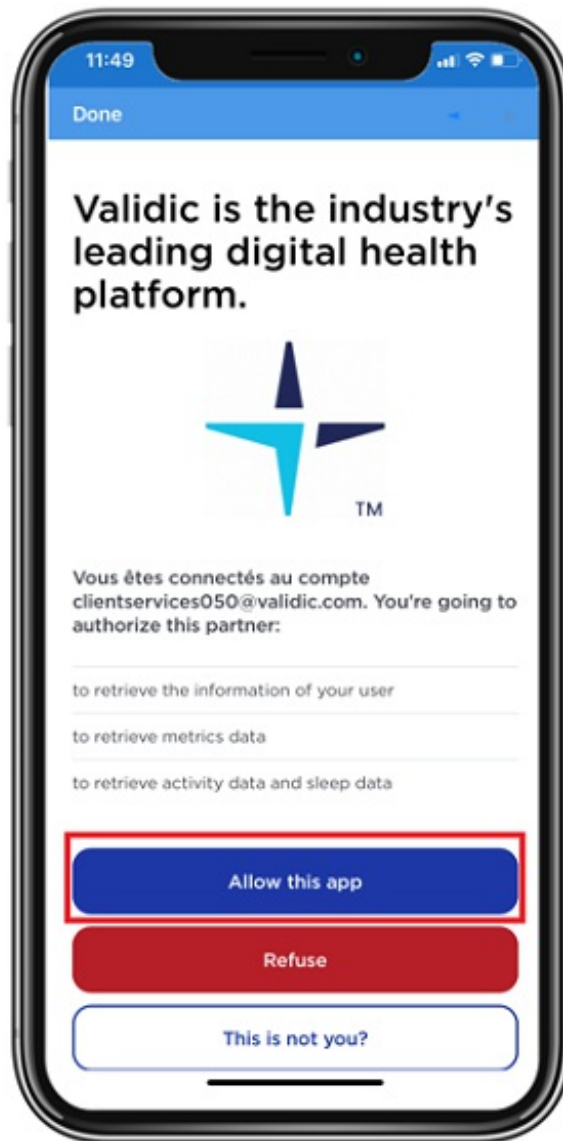 11:49
Done
Validic is the industry's
leading digital health
platform.
TM
Vous êtes connectés au compte
clientservices050@validic.com. You're going to
authorize this partner:
to retrieve the information of your user
to retrieve metrics data
to retrieve activity data and sleep data
Allow this app
Refuse
This is not you?